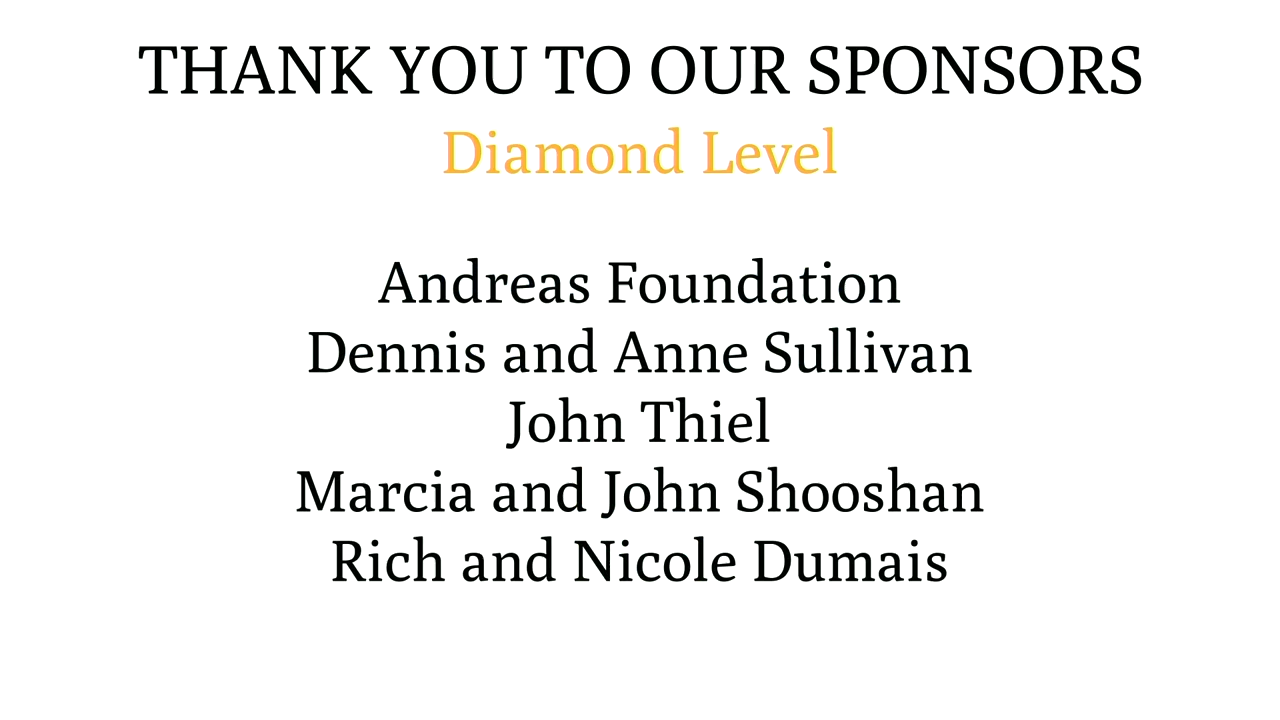 THANK YOU TO OUR SPONSORS
Diamond Level
Andreas Foundation
Dennis and Anne Sullivan
John Thiel
Marcia and John Shooshan
Rich and Nicole Dumais